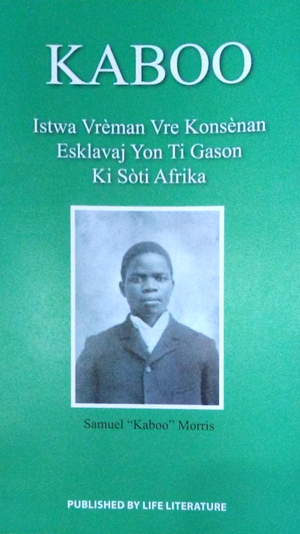 KABOO
Istwa Vrèman Vre Konsènan
Esklavaj Yon Ti Gason
Ki Sòti Afrika
Samuel “Kaboo” Morris
PUBLISHED BY LIFE LITERATURE